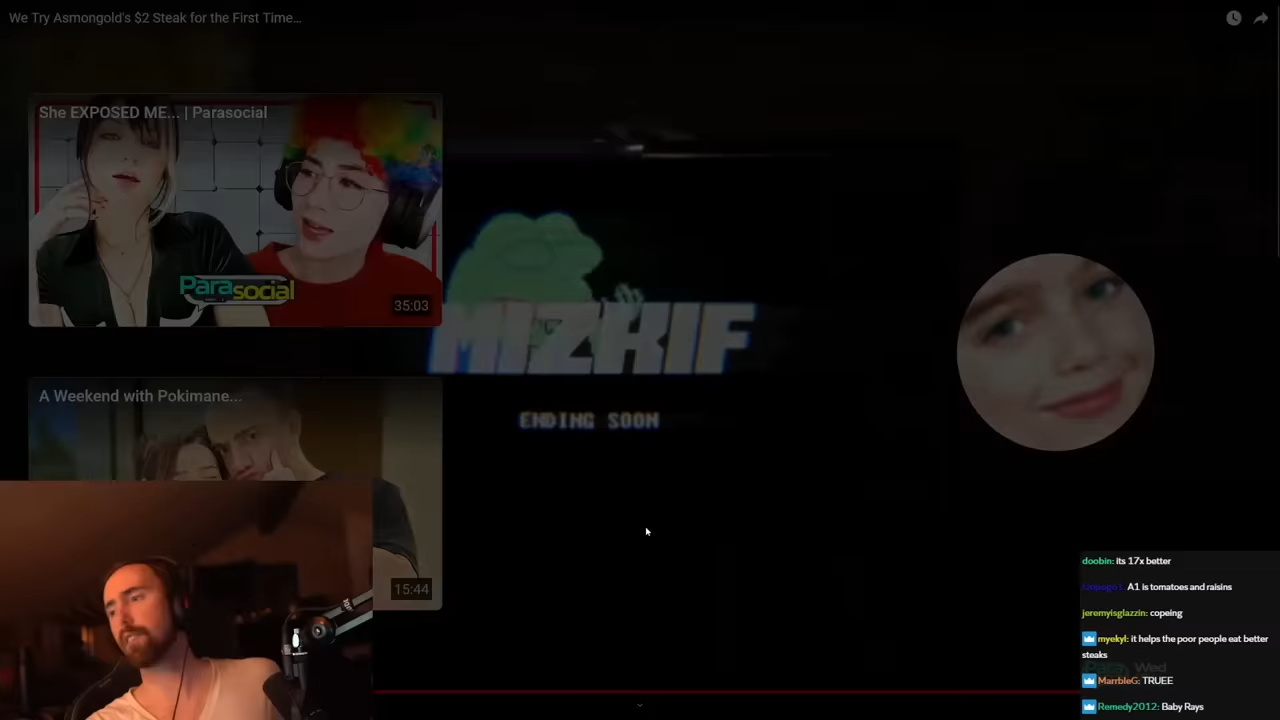 We Try Asmongold's $2 Steak for the First Time...
She EXPOSED ME... | Parasocial
Parasocial
35:03
MIZKIF
ENDING SOON
A Weekend with Pokimane...
15:44
doobin: its 17x better
A1 is tomatoes and raisins
jeremyisglazzin: copeing
myekyl: it helps the poor people eat better
steaks
Wed
MarrbleG: TRUEE
Remedy2012: Baby Rays